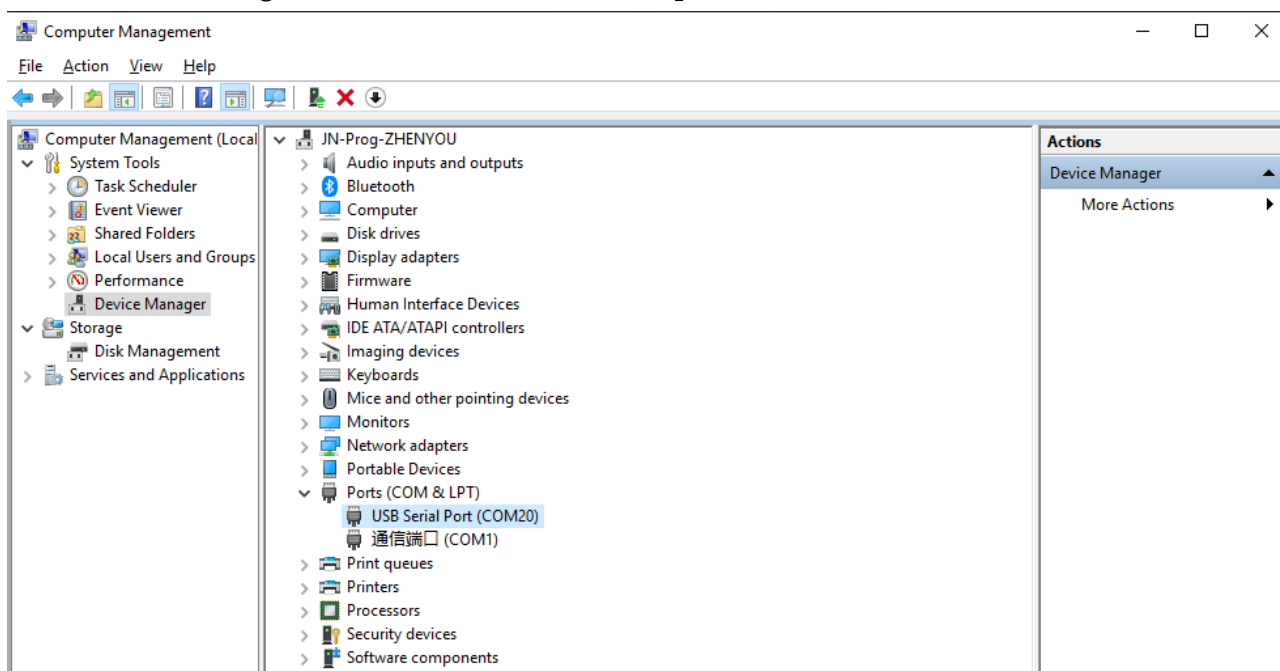 Computer Management
File Action View Help
Computer Management (Local
System Tools
Task Scheduler
Event Viewer
Shared Folders
Local Users and Groups
Performance
Device Manager
Storage
Disk Management
Services and Applications
JN-Prog-ZHENYOU
Audio inputs and outputs
Bluetooth
Computer
Disk drives
Display adapters
Firmware
Human Interface Devices
IDE ATA/ATAPI controllers
Imaging devices
Keyboards
Mice and other pointing devices
Monitors
Network adapters
Portable Devices
Ports (COM & LPT)
USB Serial Port (COM20)
通信端口 (COM1)
Print queues
Printers
Processors
Security devices
Software components
Actions
Device Manager
More Actions